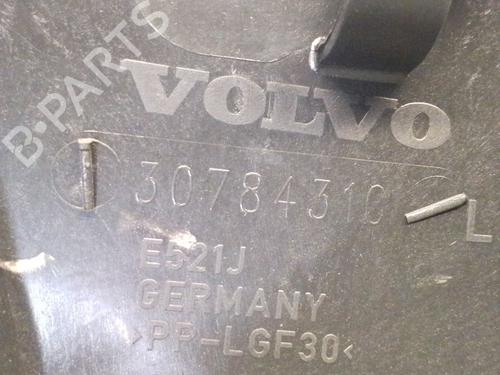 B-PARTS
VOLVO
30784310
L
E521J
GERMANY
>PP-LGF30<